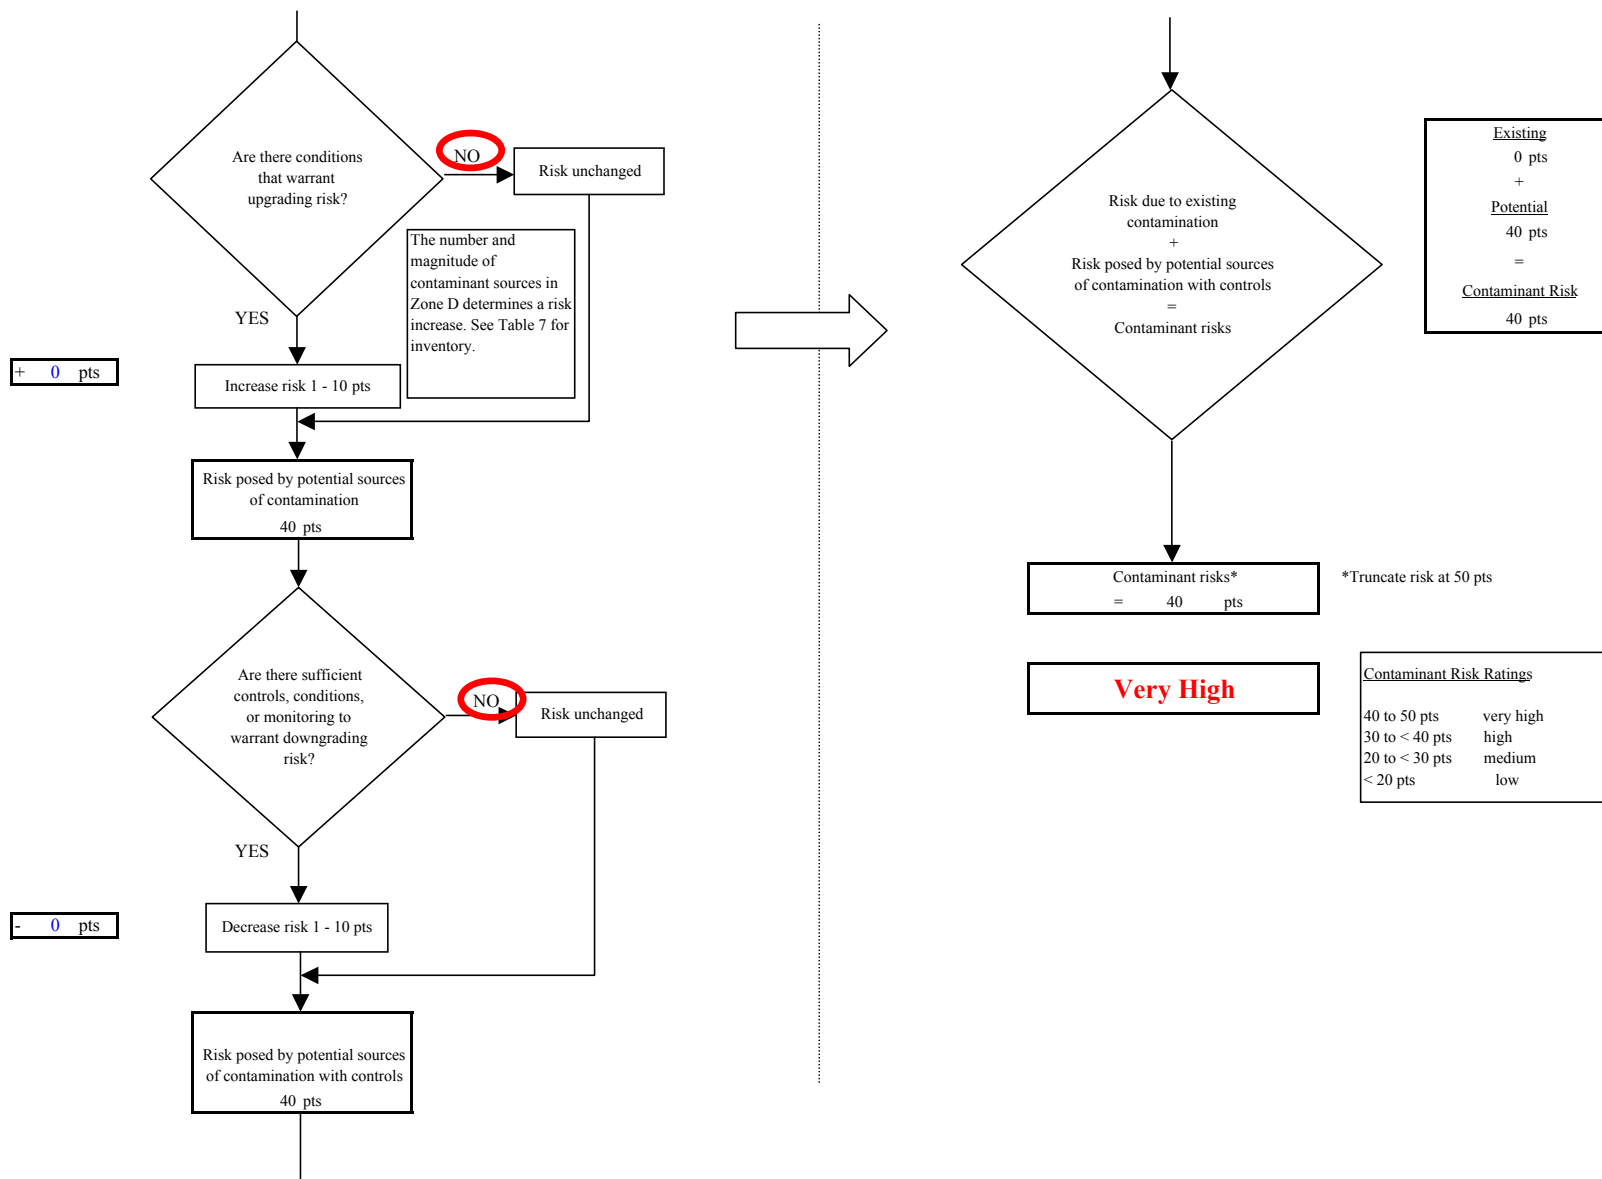 Are there conditions
that warrant
upgrading risk?
NO
Risk unchanged
The number and
magnitude of
contaminant sources in
Zone D determines a risk
increase. See Table 7 for
inventory.
YES
+ 0 pts
Increase risk 1 - 10 pts
Risk posed by potential sources
of contamination
40 pts
Are there sufficient
controls, conditions,
or monitoring to
warrant downgrading
risk?
NO
Risk unchanged
YES
- 0 pts
Decrease risk 1 - 10 pts
Risk posed by potential sources
of contamination with controls
40 pts
Risk due to existing
contamination
+
Risk posed by potential sources
of contamination with controls
=
Contaminant risks
Existing
0 pts
+
Potential
40 pts
=
Contaminant Risk
40 pts
Contaminant risks*
= 40 pts
*Truncate risk at 50 pts
Very High
Contaminant Risk Ratings
40 to 50 pts very high
30 to < 40 pts high
20 to < 30 pts medium
< 20 pts low